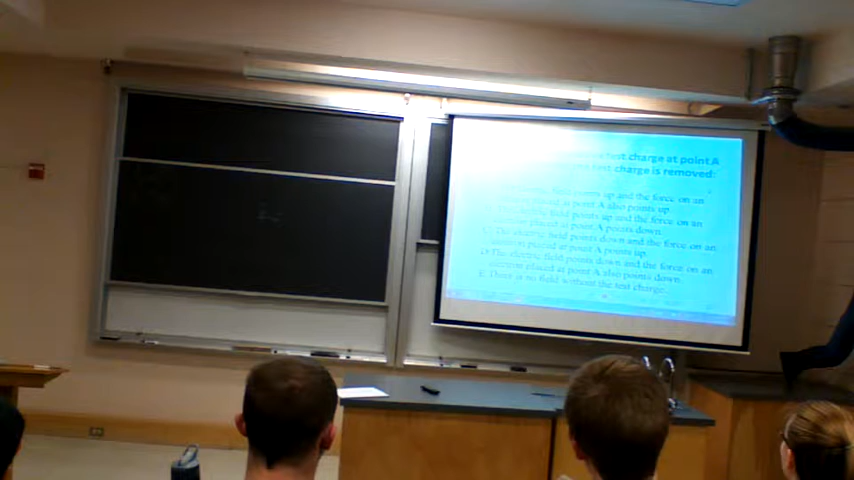 test charge at point A
test charge is removed:
field points up and the force on an
placed at point A also points up.
field points up and the force on an
placed at point A points down.
C. The electric field points down and the force on an
electron placed at point A points up.
D. The electric field points down and the force on an
electron placed at point A also points down.
E. There is no field without the test charge.